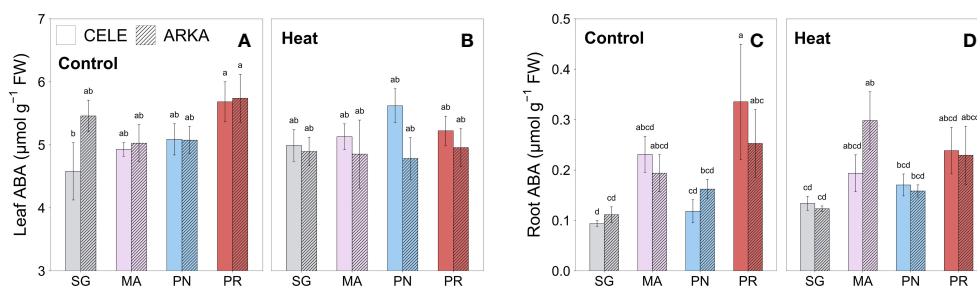 Leaf ABA (µmol g⁻¹ FW)
7
6
5
4
3
CELE
ARKA
A
Control
b
ab
ab
ab
ab
ab
a
a
SG
MA
PN
PR
Heat
B
ab
ab
ab
ab
ab
ab
ab
ab
SG
MA
PN
PR
Root ABA (µmol g⁻¹ FW)
0.5
0.4
0.3
0.2
0.1
0.0
Control
C
d
cd
abcd
abcd
cd
bcd
a
abc
SG
MA
PN
PR
Heat
D
cd
cd
abcd
ab
bcd
bcd
abcd
abcd
SG
MA
PN
PR